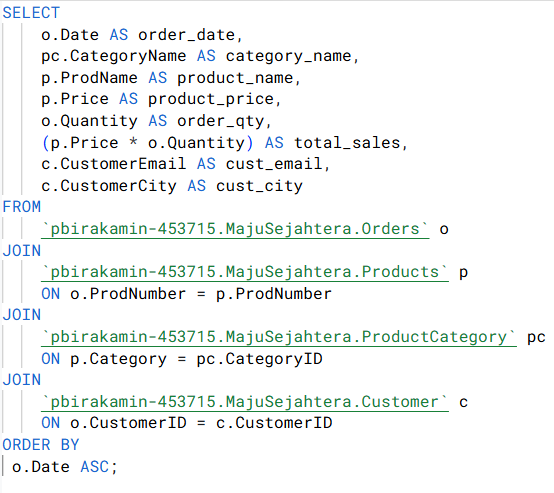 SELECT
o.Date AS order_date,
pc.CategoryName AS category_name,
p.ProdName AS product_name,
p.Price AS product_price,
o.Quantity AS order_qty,
(p.Price * o.Quantity) AS total_sales,
c.CustomerEmail AS cust_email,
c.CustomerCity AS cust_city
FROM
`pbirakamin-453715.MajuSejahtera.Orders` o
JOIN
`pbirakamin-453715.MajuSejahtera.Products` p
ON o.ProdNumber = p.ProdNumber
JOIN
`pbirakamin-453715.MajuSejahtera.ProductCategory` pc
ON p.Category = pc.CategoryID
JOIN
`pbirakamin-453715.MajuSejahtera.Customer` c
ON o.CustomerID = c.CustomerID
ORDER BY
o.Date ASC;